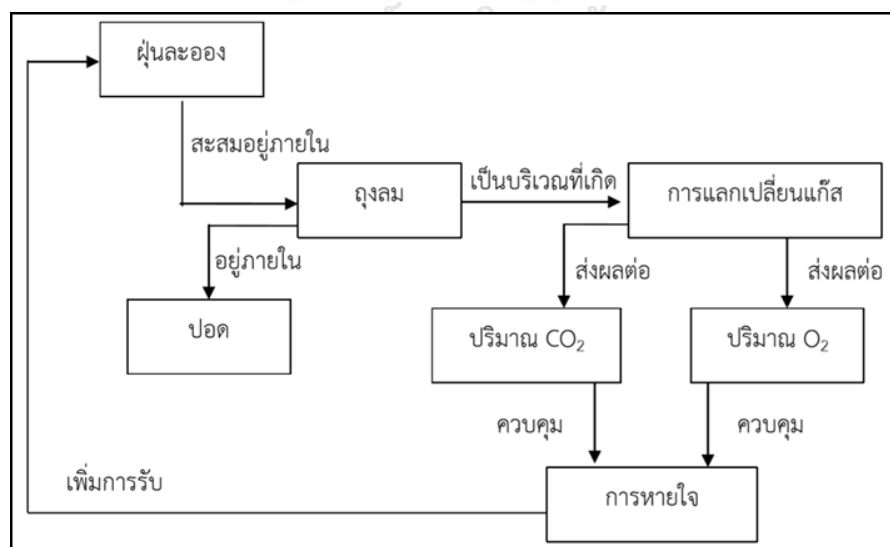 ฝุ่นละออง
สะสมอยู่ภายใน
ถุงลม
เป็นบริเวณที่เกิด
การแลกเปลี่ยนแก๊ส
อยู่ภายใน
ส่งผลต่อ
ส่งผลต่อ
ปอด
ปริมาณ CO₂
ปริมาณ O₂
ควบคุม
ควบคุม
เพิ่มการรับ
การหายใจ